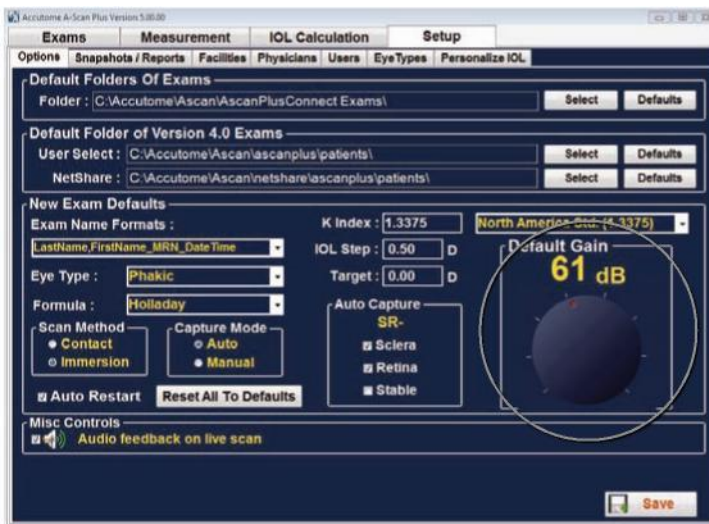 Accutome A-Scan Plus Version 5.00.00
Exams Measurement IOL Calculation Setup
Options Snapshots / Reports Facilities Physicians Users EyeTypes Personalize IOL
Default Folders Of Exams
Folder : C:\Accutome\Ascan\AscanPlusConnect Exams\ Select Defaults
Default Folder of Version 4.0 Exams
User Select : C:\Accutome\Ascan\ascanplus\patients\ Select Defaults
NetShare : C:\Accutome\Ascan\netshare\ascanplus\patients\ Select Defaults
New Exam Defaults
Exam Name Formats :
LastName,FirstName_MRN_DateTime
Eye Type : Phakic
Formula : Holladay
Scan Method
Contact
Immersion
Capture Mode
Auto
Manual
Auto Restart Reset All To Defaults
K Index : 1.3375 North America Std. (1.3375)
IOL Step : 0.50 D
Target : 0.00 D
Auto Capture
SR-
Sclera
Retina
Stable
Default Gain
61 dB
Misc Controls
Audio feedback on live scan
Save